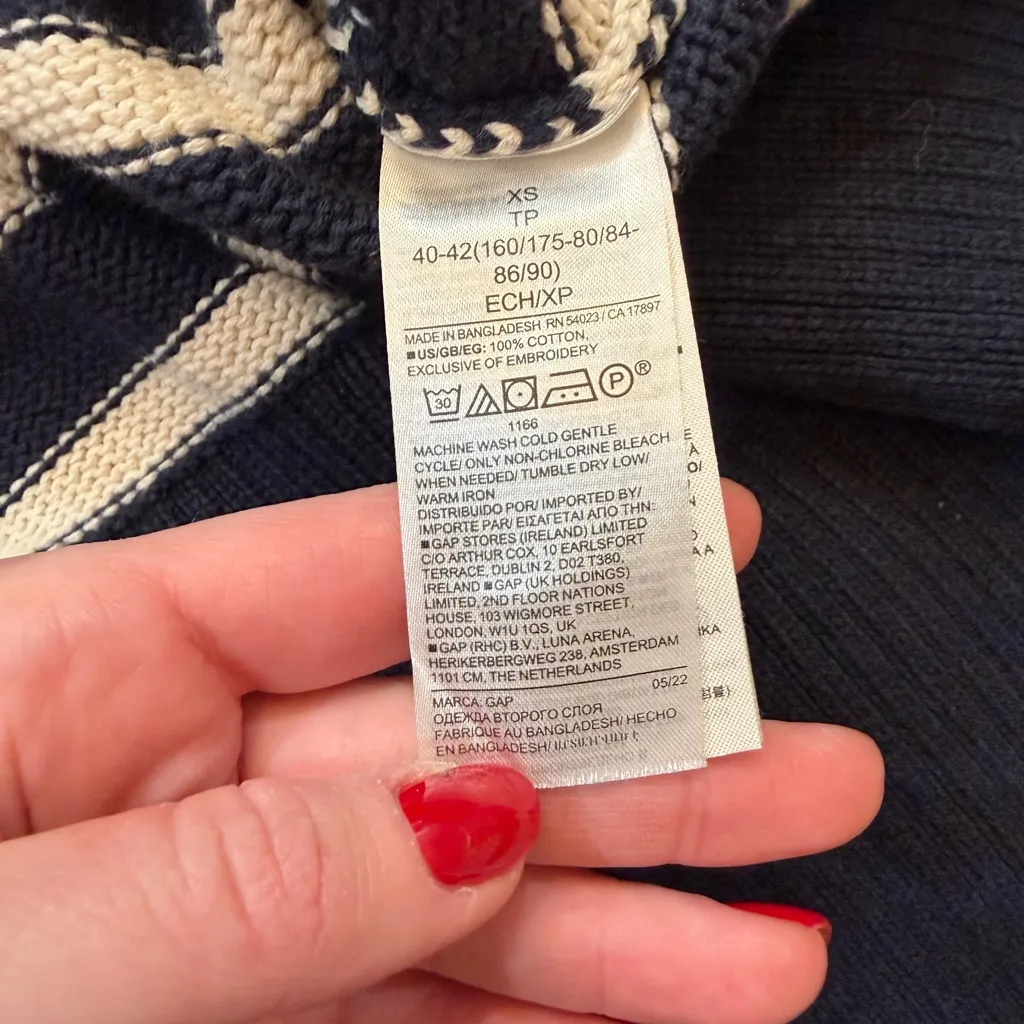 XS
TP
40-42(160/175-80/84-
86/90)
ECH/XP
MADE IN BANGLADESH RN 54023 / CA 17897
■US/GB/EG: 100% COTTON,
EXCLUSIVE OF EMBROIDERY
30 P®
1166
MACHINE WASH COLD GENTLE
CYCLE/ ONLY NON-CHLORINE BLEACH
WHEN NEEDED/ TUMBLE DRY LOW/
WARM IRON
DISTRIBUIDO POR/ IMPORTED BY/
IMPORTE PAR/ ΕΙΣΑΓΕΤΑΙ ΑΠΟ ΤΗΝ:
■GAP STORES (IRELAND) LIMITED
C/O ARTHUR COX, 10 EARLSFORT
TERRACE, DUBLIN 2, D02 T380,
IRELAND ■GAP (UK HOLDINGS)
LIMITED, 2ND FLOOR NATIONS
HOUSE, 103 WIGMORE STREET,
LONDON, W1U 1QS, UK
■GAP (RHC) B.V., LUNA ARENA,
HERIKERBERGWEG 238, AMSTERDAM
1101 CM, THE NETHERLANDS
05/22
MARCA: GAP
ОДЕЖДА ВТОРОГО СЛОЯ
FABRIQUE AU BANGLADESH/ HECHO
EN BANGLADESH/